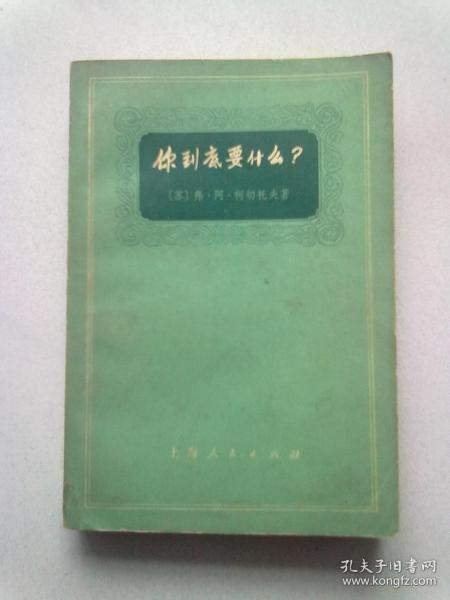 你到底要什么?
〔苏〕弗·阿·柯切托夫著
上海人民出版社
孔夫子旧书网
www.kongfz.com